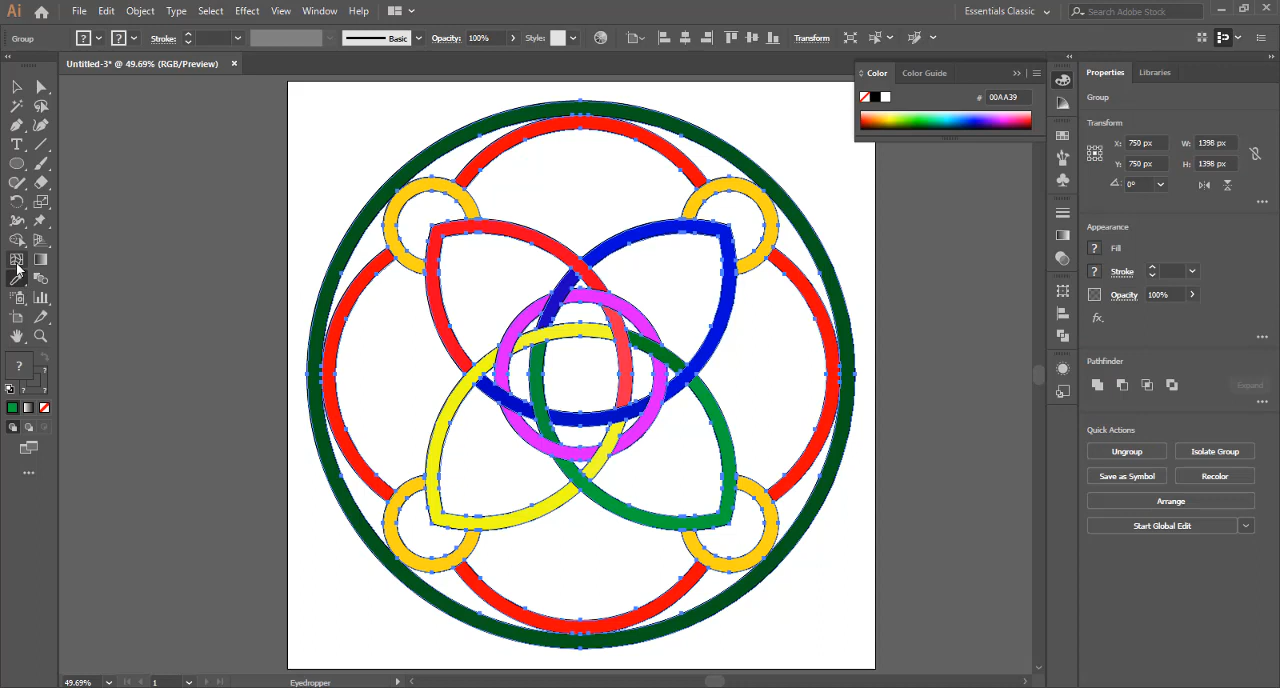 Ai File Edit Object Type Select Effect View Window Help Essentials Classic Search Adobe Stock
Group ? ? Stroke: Basic Opacity: 100% Style: Transform
Untitled-3* @ 49.69% (RGB/Preview) ×
Color Color Guide
# 00AA39
Properties Libraries
Group
Transform
X: 750 px W: 1398 px
Y: 750 px H: 1398 px
0°
Appearance
? Fill
? Stroke
Opacity 100%
fx.
Pathfinder
Expand
Quick Actions
Ungroup Isolate Group
Save as Symbol Recolor
Arrange
Start Global Edit
T
? ?
? ?
49.69% 1 Eyedropper